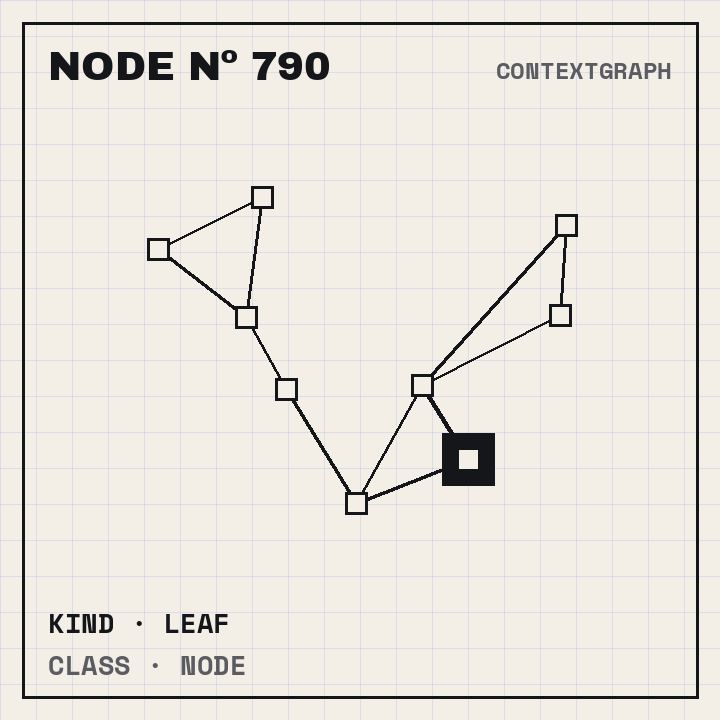 NODE Nº 790
CONTEXTGRAPH
KIND · LEAF
CLASS · NODE